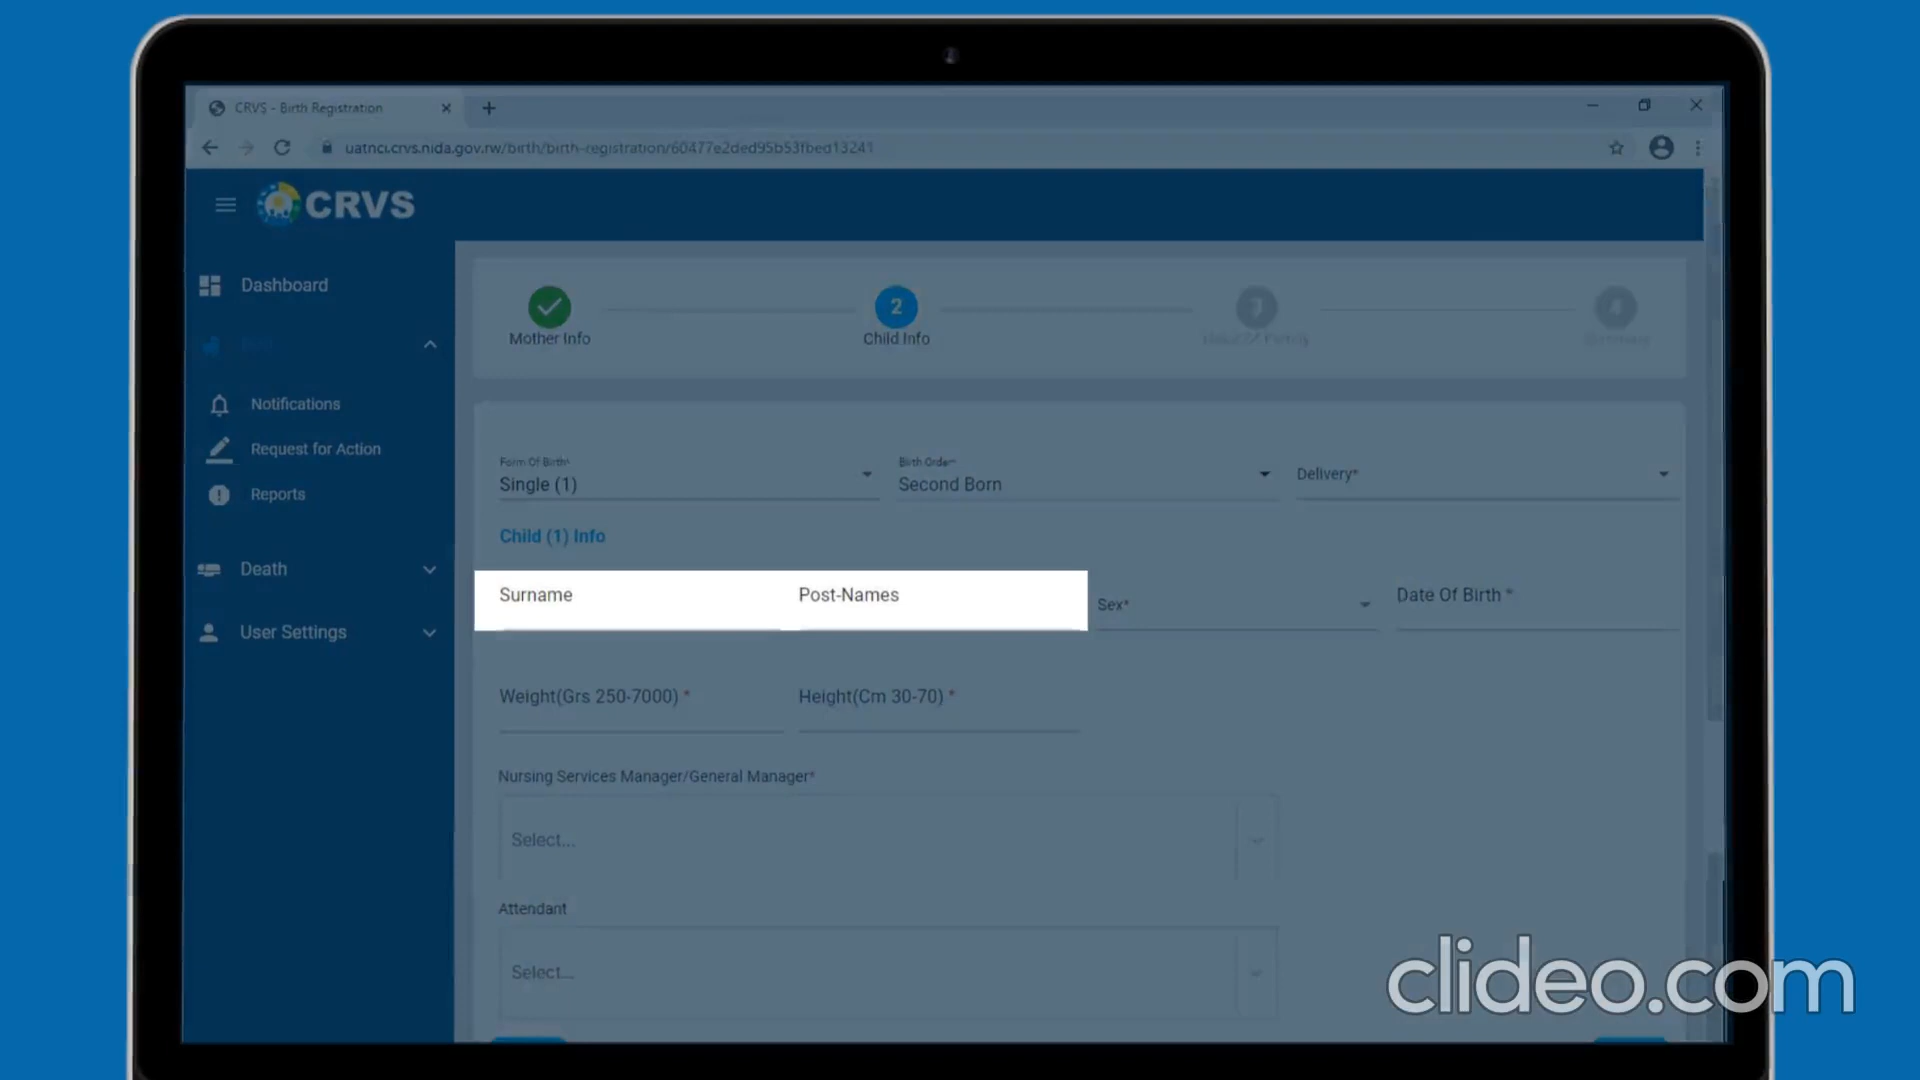 CRVS - Birth Registration
uatnci.crvs.nida.gov.rw/birth/birth-registration/60477e2ded95b53fbed13241
CRVS
Dashboard
Notifications
Request for Action
Reports
Death
User Settings
Mother Info
2
Child Info
Form Of Birth*
Single (1)
Birth Order*
Second Born
Delivery*
Child (1) Info
Surname
Post-Names
Sex*
Date Of Birth *
Weight(Grs 250-7000) *
Height(Cm 30-70) *
Nursing Services Manager/General Manager*
Select...
Attendant
Select...
clideo.com